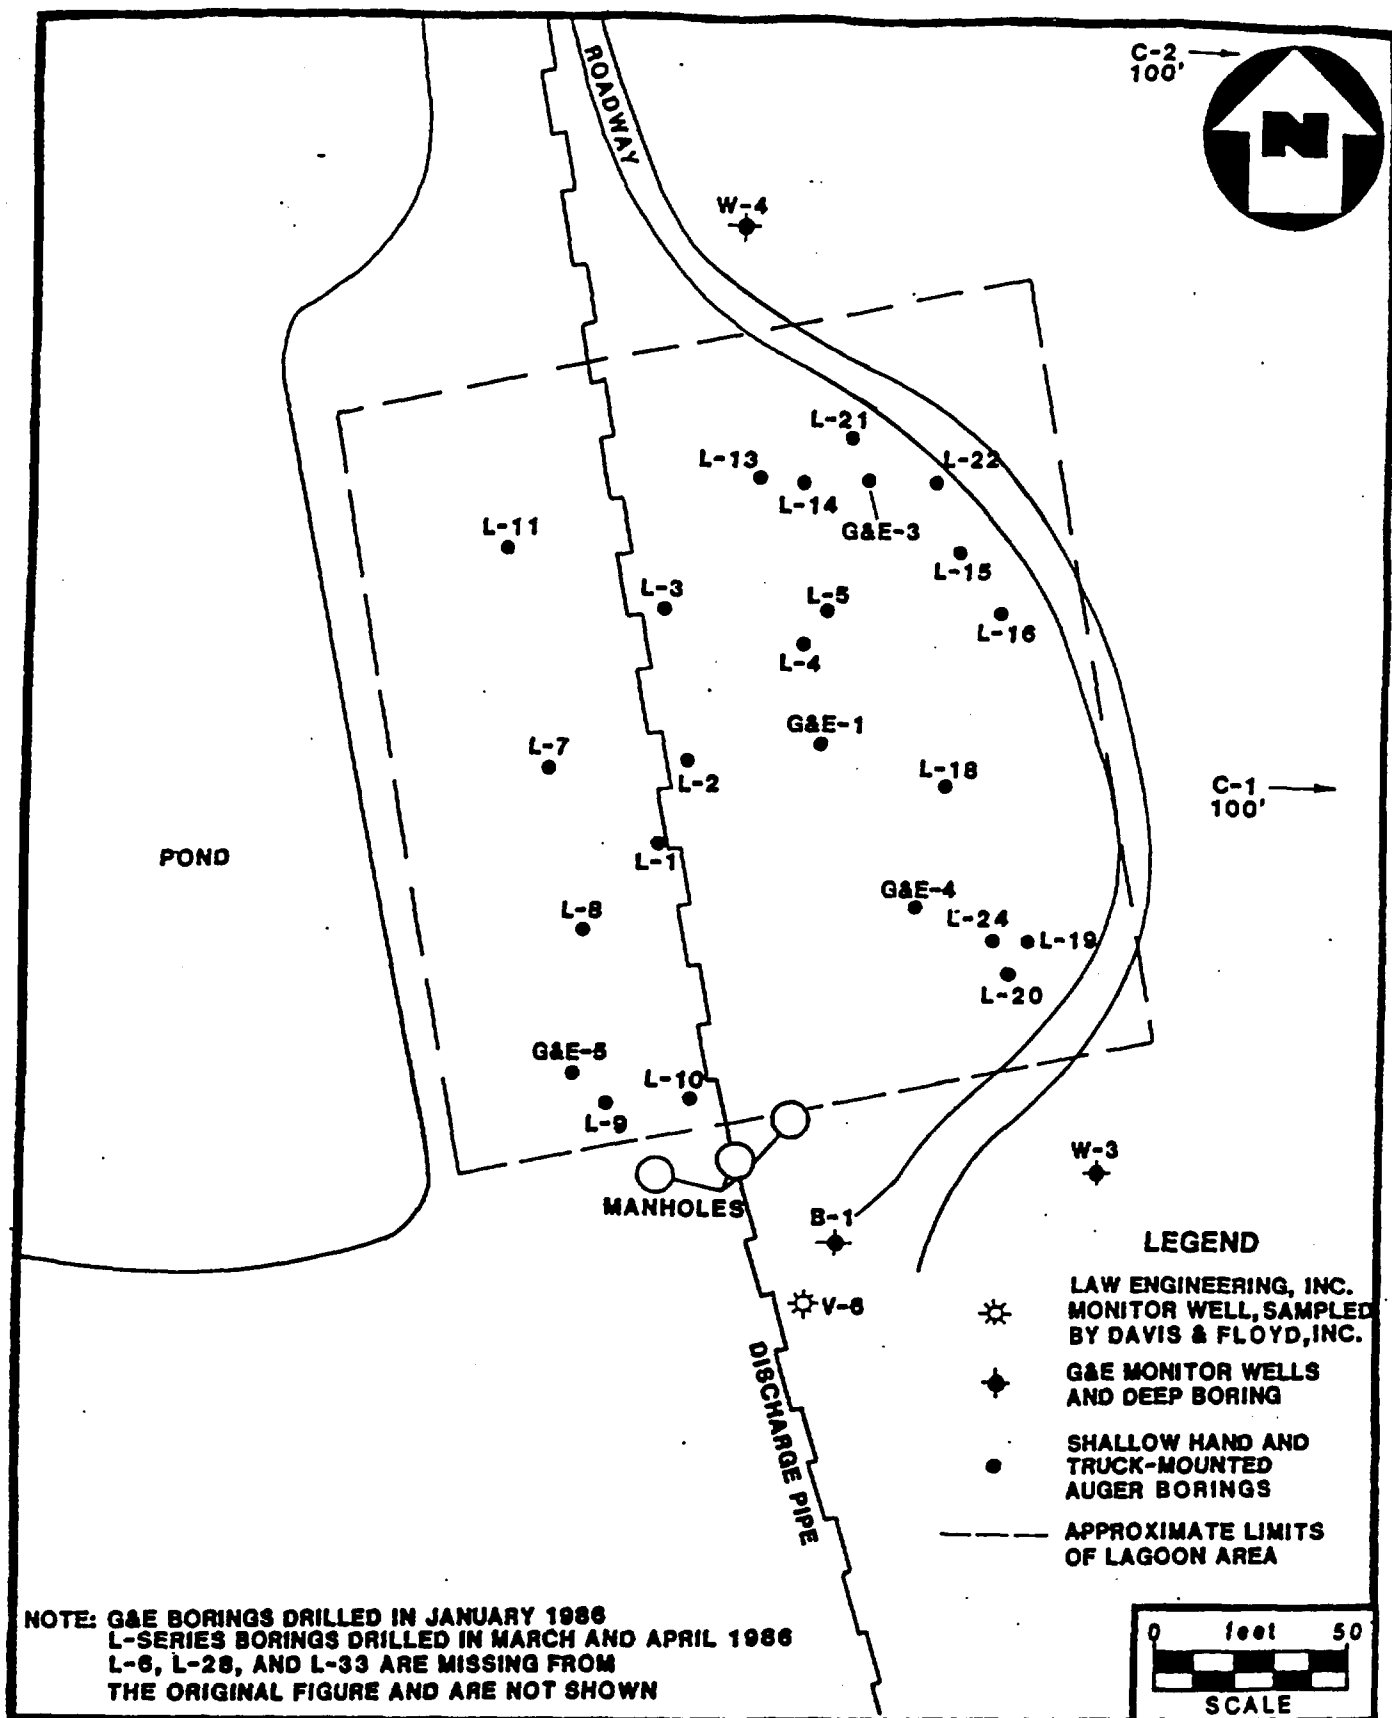 C-2
100'
N
ROADWAY
W-4
L-21
L-13
L-22
L-14
G&E-3
L-11
L-15
L-3
L-5
L-16
L-4
G&E-1
L-7
L-18
L-2
C-1
100'
POND
L-1
G&E-4
L-8
L-24
L-19
L-20
G&E-5
L-10
L-9
W-3
MANHOLES
B-1
V-6
DISCHARGE PIPE
LEGEND
LAW ENGINEERING, INC.
MONITOR WELL, SAMPLED
BY DAVIS & FLOYD, INC.
G&E MONITOR WELLS
AND DEEP BORING
SHALLOW HAND AND
TRUCK-MOUNTED
AUGER BORINGS
APPROXIMATE LIMITS
OF LAGOON AREA
NOTE: G&E BORINGS DRILLED IN JANUARY 1986
L-SERIES BORINGS DRILLED IN MARCH AND APRIL 1986
L-6, L-28, AND L-33 ARE MISSING FROM
THE ORIGINAL FIGURE AND ARE NOT SHOWN
0 feet 50
SCALE